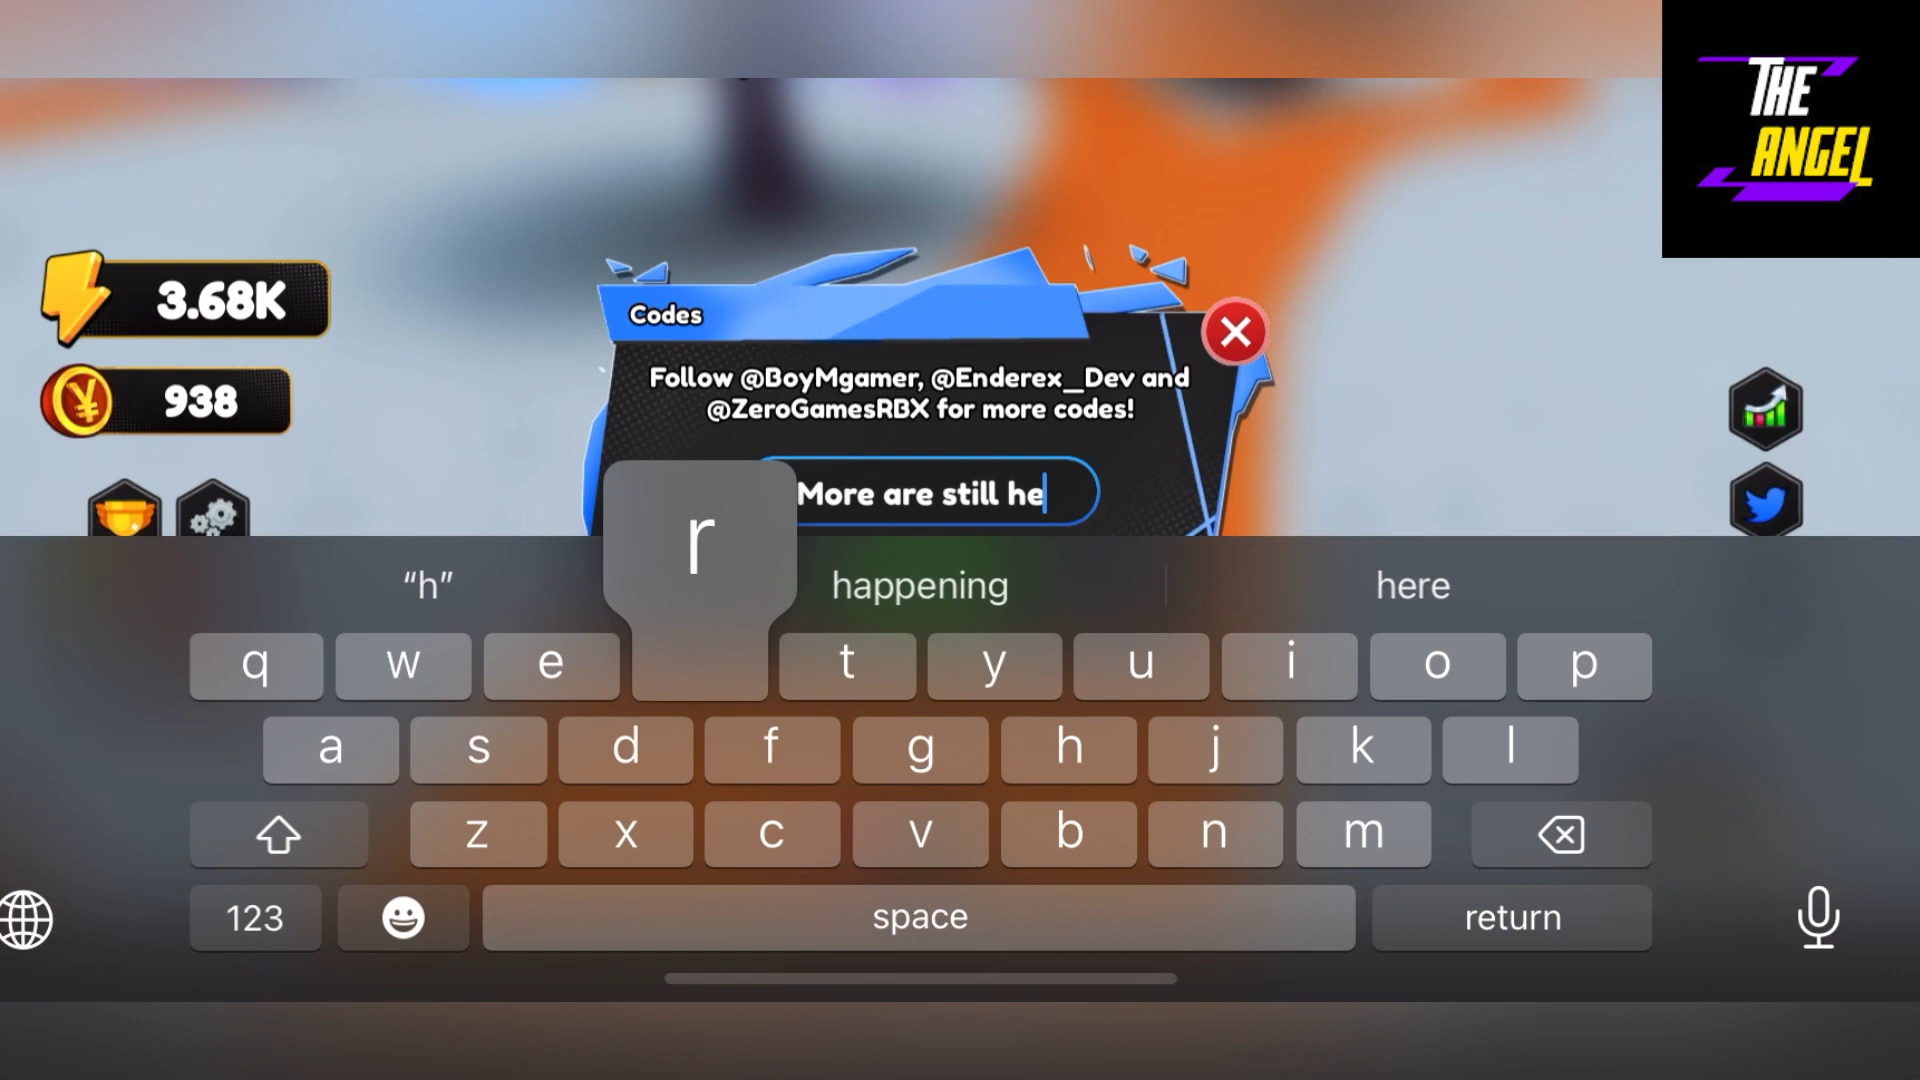 THE
ANGEL
3.68K
938
Codes
Follow @BoyMgamer, @Enderex_Dev and
@ZeroGamesRBX for more codes!
More are still he
r
“h”
happening
here
q w e t y u i o p
a s d f g h j k l
z x c v b n m
123
space
return